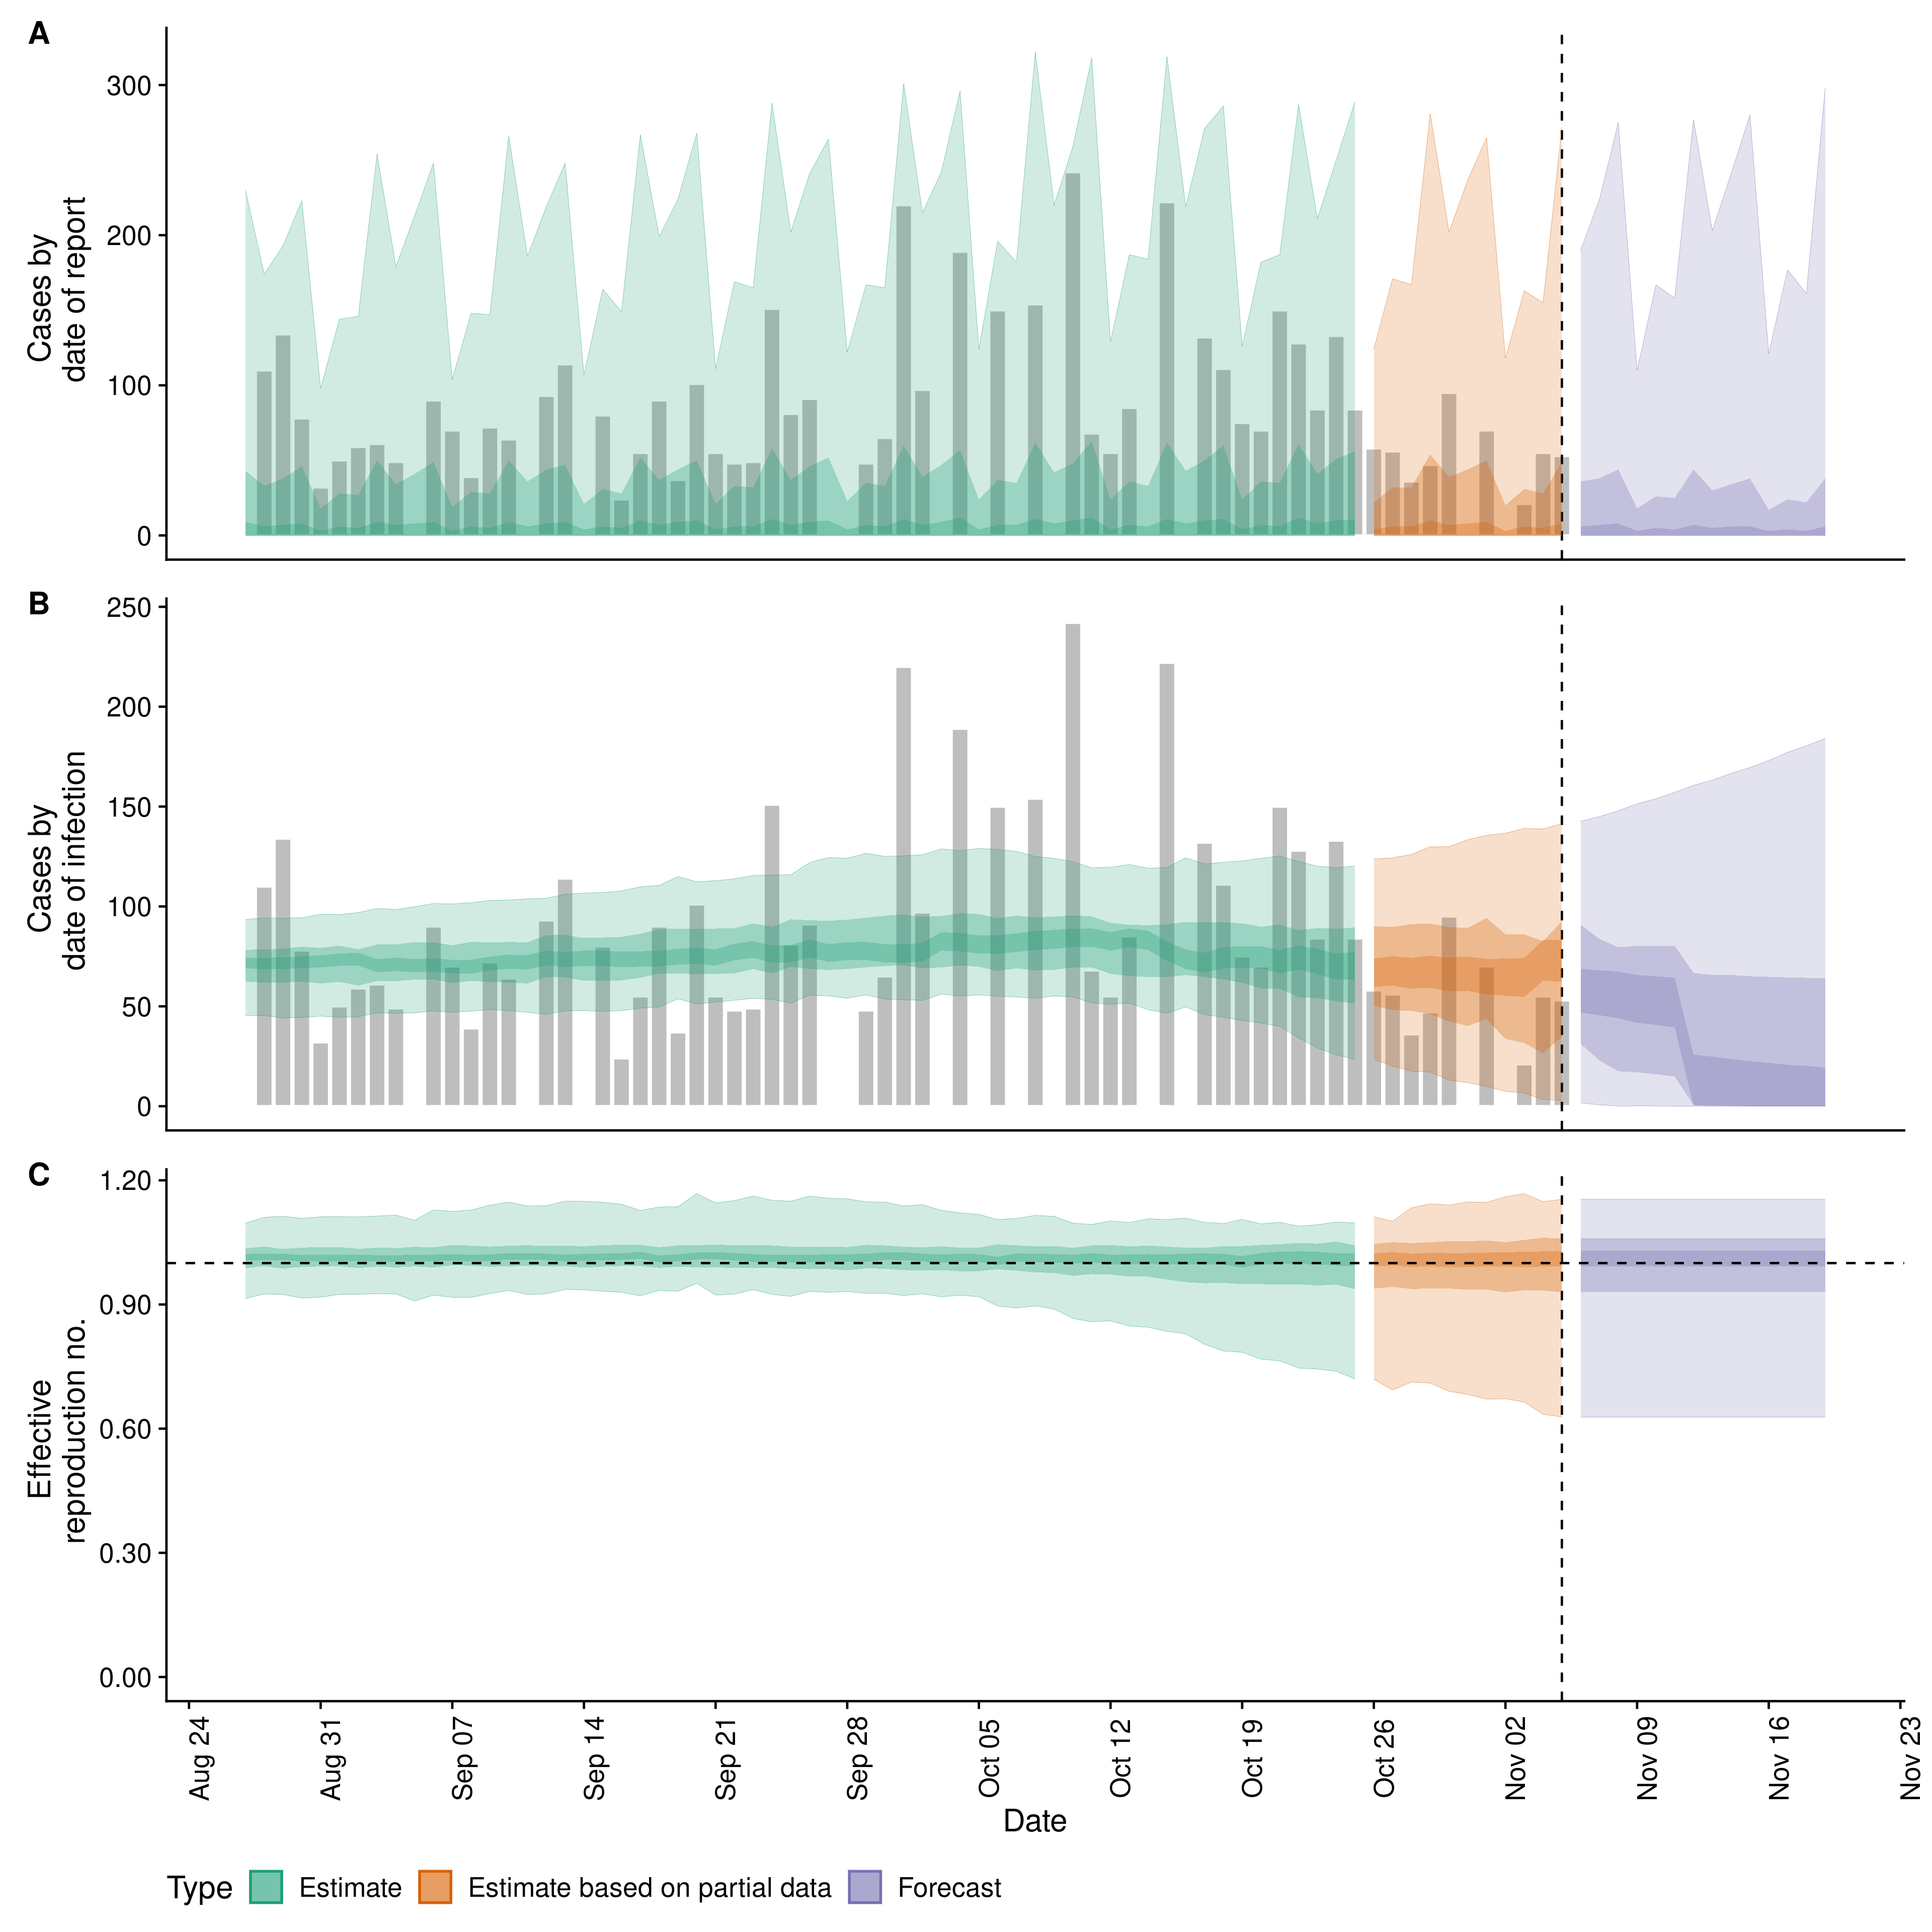 A
Cases by
date of report
300
200
100
0
B
Cases by
date of infection
250
200
150
100
50
0
C
Effective
reproduction no.
1.20
0.90
0.60
0.30
0.00
Aug 24
Aug 31
Sep 07
Sep 14
Sep 21
Sep 28
Oct 05
Oct 12
Oct 19
Oct 26
Nov 02
Nov 09
Nov 16
Nov 23
Date
Type Estimate Estimate based on partial data Forecast